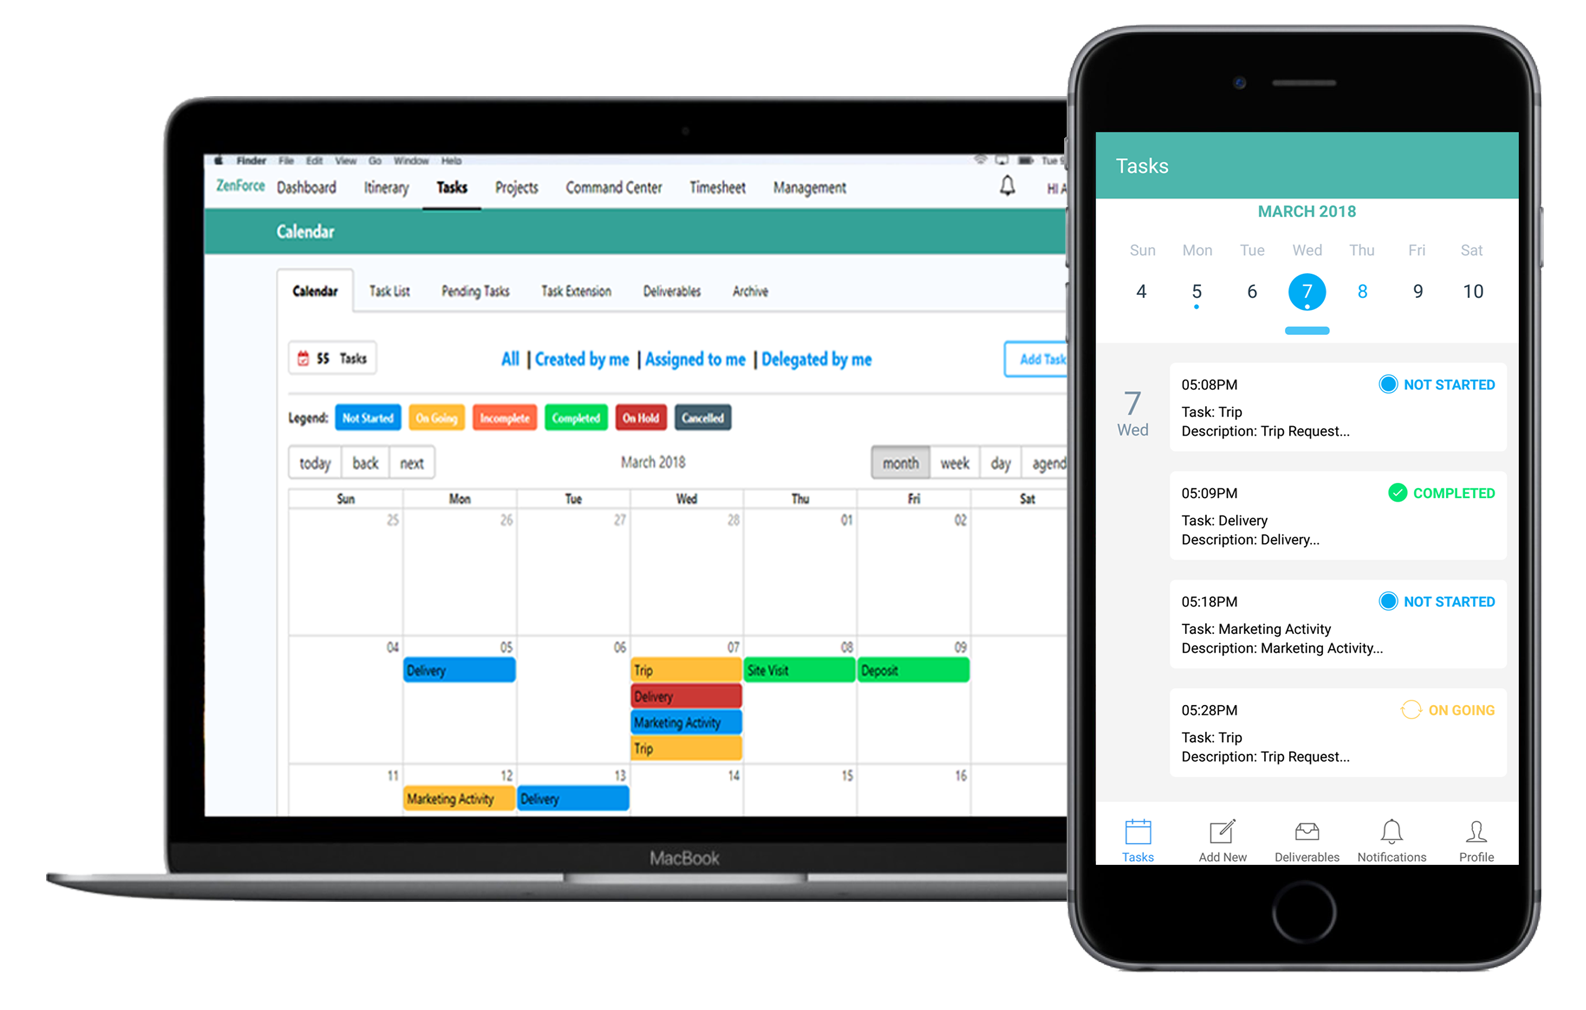 Finder File Edit View Go Window Help
Tue
ZenForce Dashboard Itinerary Tasks Projects Command Center Timesheet Management
HI A
Calendar
Calendar Task List Pending Tasks Task Extension Deliverables Archive
55 Tasks
All | Created by me | Assigned to me | Delegated by me
Add Task
Legend: Not Started On Going Incomplete Completed On Hold Cancelled
today back next
March 2018
month week day agend
Sun Mon Tue Wed Thu Fri Sat
25 26 27 28 01 02
04 05 06 07 08 09
Delivery Trip Site Visit Deposit
Delivery
Marketing Activity
Trip
11 12 13 14 15 16
Marketing Activity Delivery
MacBook
Tasks
MARCH 2018
Sun Mon Tue Wed Thu Fri Sat
4 5 6 7 8 9 10
7
Wed
05:08PM NOT STARTED
Task: Trip
Description: Trip Request...
05:09PM COMPLETED
Task: Delivery
Description: Delivery...
05:18PM NOT STARTED
Task: Marketing Activity
Description: Marketing Activity...
05:28PM ON GOING
Task: Trip
Description: Trip Request...
Tasks Add New Deliverables Notifications Profile